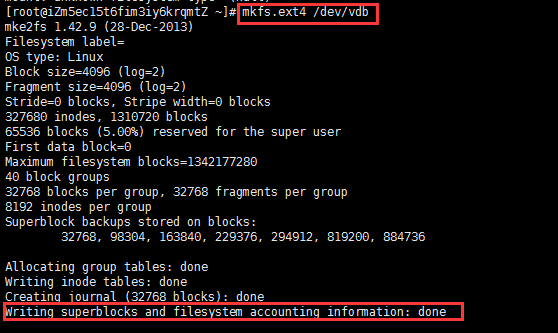 [root@iZm5ec15t6fim3iy6krqmtZ ~]# mkfs.ext4 /dev/vdb
mke2fs 1.42.9 (28-Dec-2013)
Filesystem label=
OS type: Linux
Block size=4096 (log=2)
Fragment size=4096 (log=2)
Stride=0 blocks, Stripe width=0 blocks
327680 inodes, 1310720 blocks
65536 blocks (5.00%) reserved for the super user
First data block=0
Maximum filesystem blocks=1342177280
40 block groups
32768 blocks per group, 32768 fragments per group
8192 inodes per group
Superblock backups stored on blocks:
32768, 98304, 163840, 229376, 294912, 819200, 884736
Allocating group tables: done
Writing inode tables: done
Creating journal (32768 blocks): done
Writing superblocks and filesystem accounting information: done